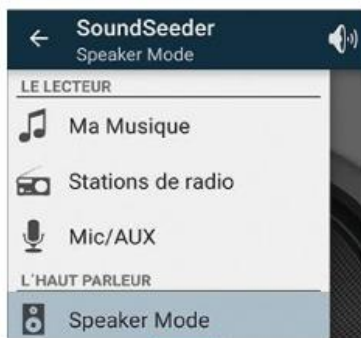 SoundSeeder
Speaker Mode
LE LECTEUR
Ma Musique
Stations de radio
Mic/AUX
L'HAUT PARLEUR
Speaker Mode